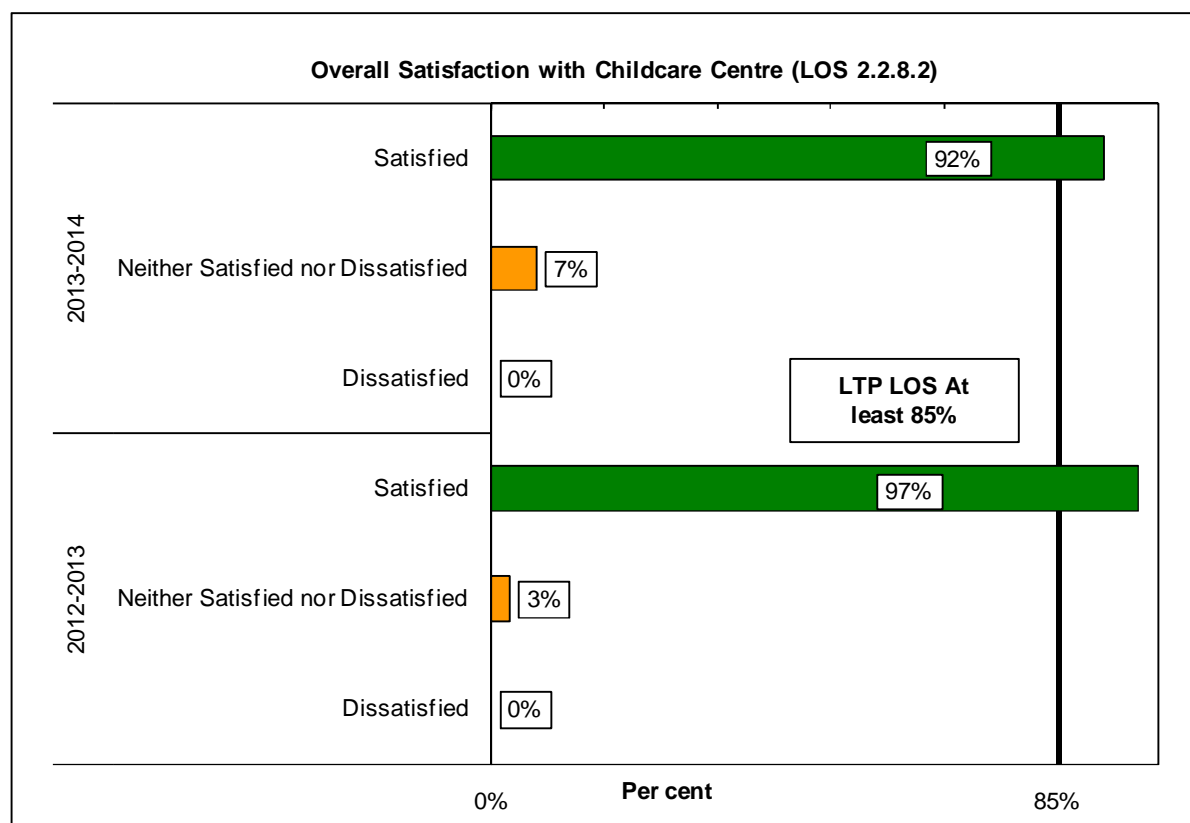 Overall Satisfaction with Childcare Centre (LOS 2.2.8.2)
2013-2014
Satisfied
92%
Neither Satisfied nor Dissatisfied
7%
Dissatisfied
0%
LTP LOS At
least 85%
2012-2013
Satisfied
97%
Neither Satisfied nor Dissatisfied
3%
Dissatisfied
0%
0%
Per cent
85%